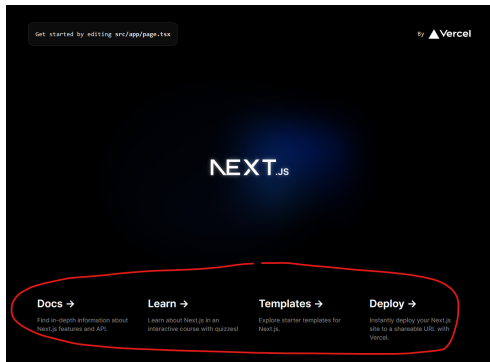 Get started by editing src/app/page.tsx
By Vercel
NEXT.JS
Docs ->
Find in-depth information about
Next.js features and API.
Learn ->
Learn about Next.js in an
interactive course with quizzes!
Templates ->
Explore starter templates for
Next.js.
Deploy ->
Instantly deploy your Next.js
site to a shareable URL with
Vercel.